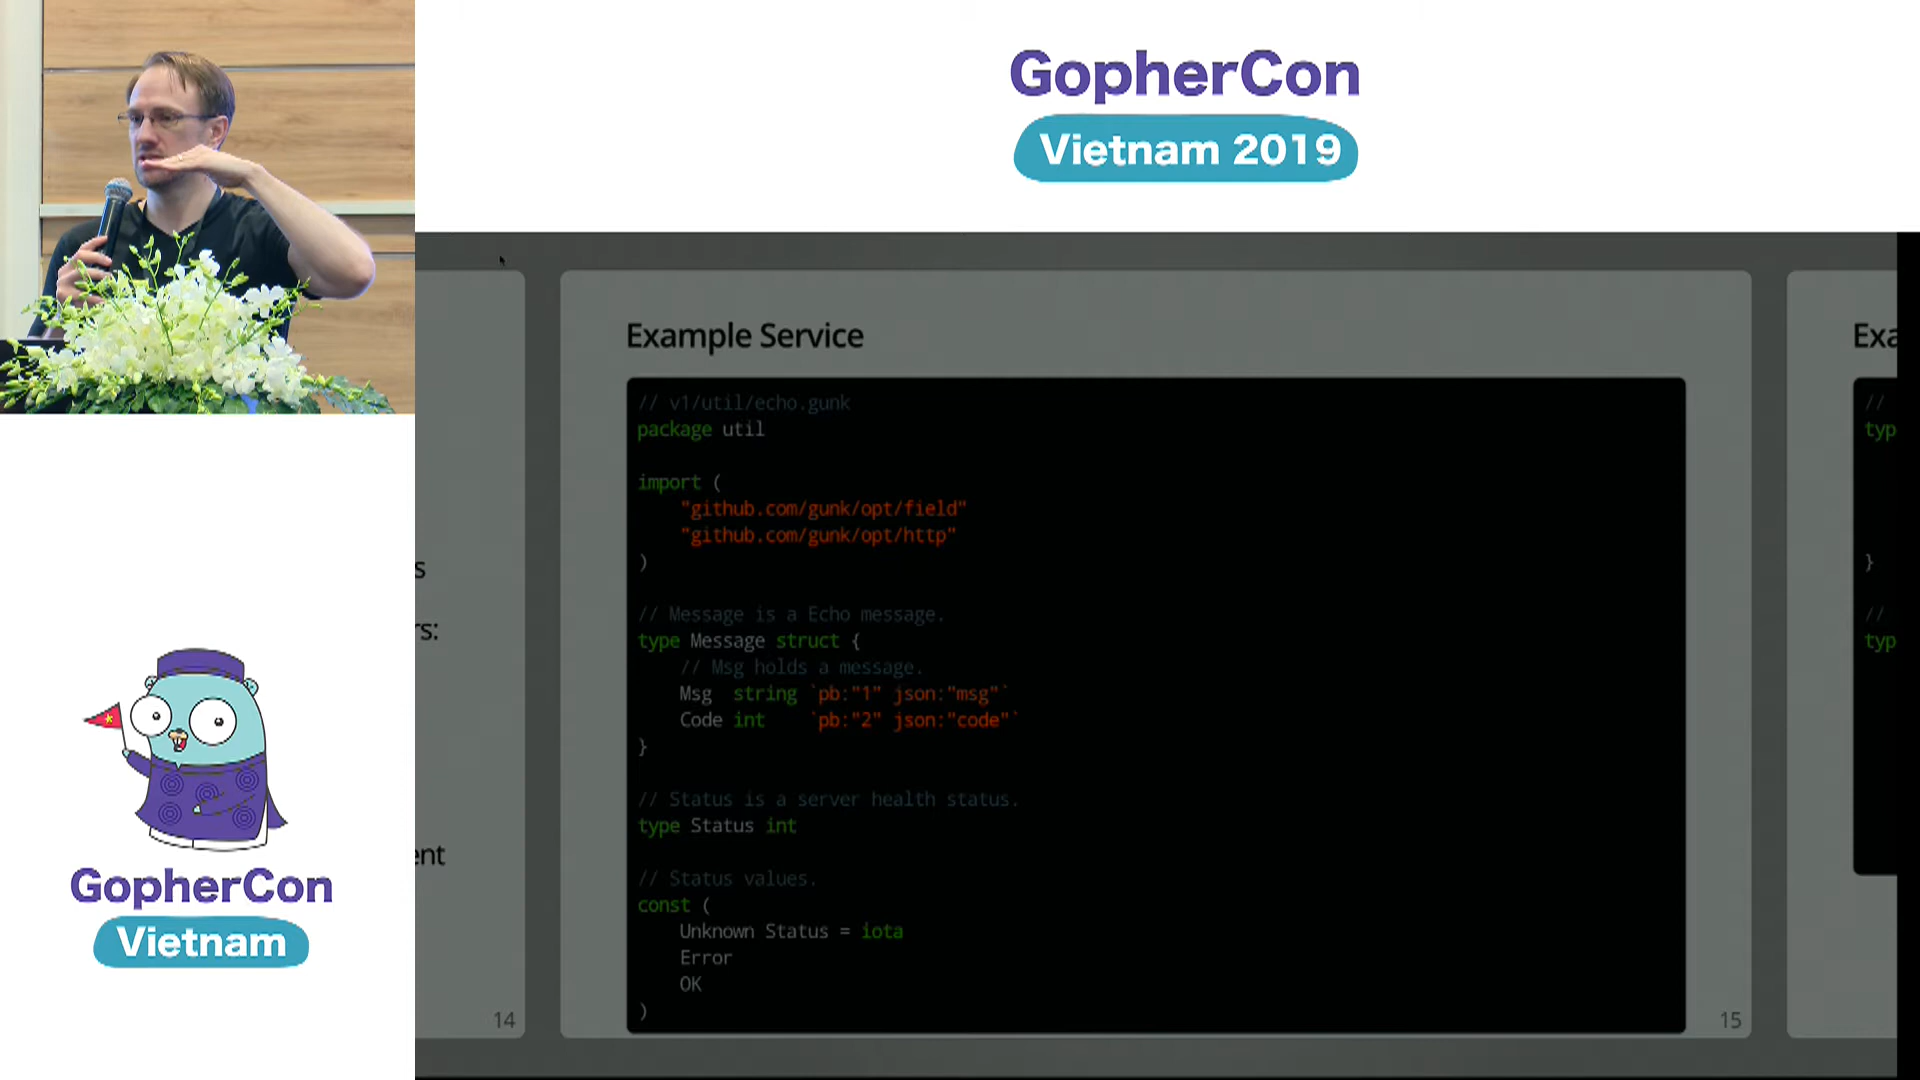 GopherCon
Vietnam 2019
s
rs:
ent
14
Example Service
// v1/util/echo.gunk
package util
import (
"github.com/gunk/opt/field"
"github.com/gunk/opt/http"
)
// Message is a Echo message.
type Message struct {
// Msg holds a message.
Msg string `pb:"1" json:"msg"`
Code int `pb:"2" json:"code"`
}
// Status is a server health status.
type Status int
// Status values.
const (
Unknown Status = iota
Error
OK
)
15
Exa
//
typ
}
//
typ
GopherCon
Vietnam